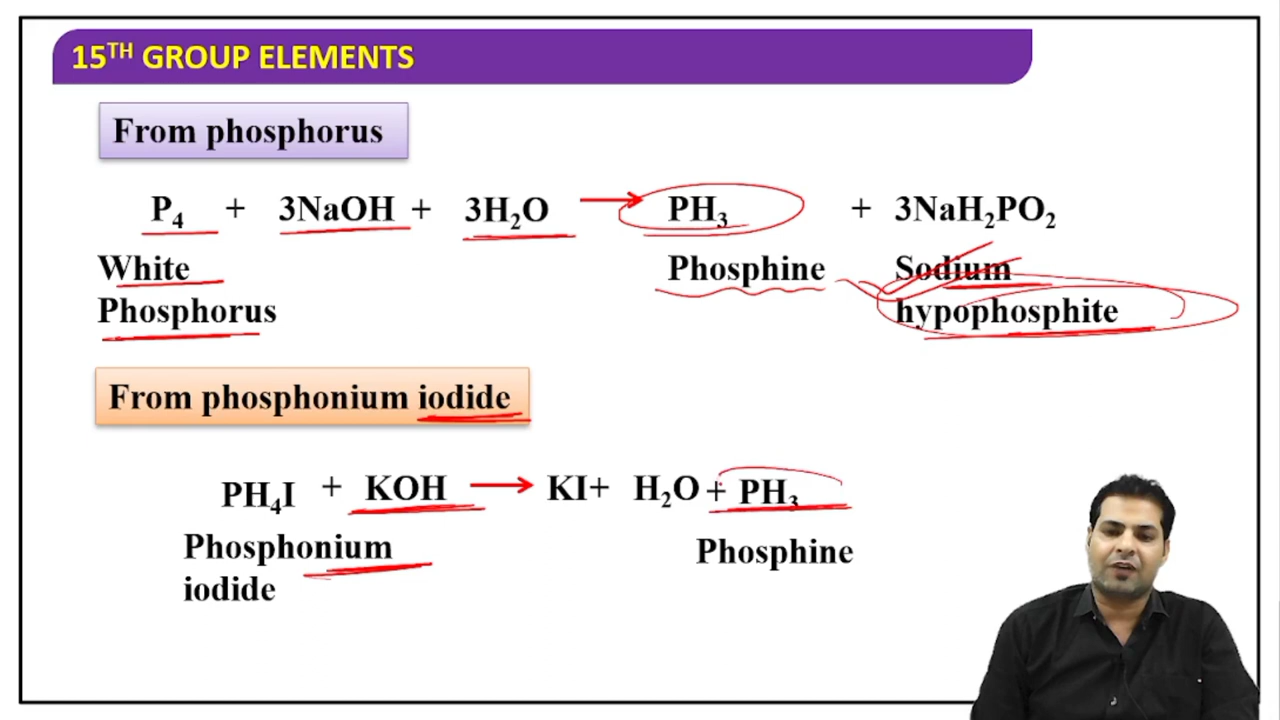 15TH GROUP ELEMENTS
From phosphorus
P₄ + 3NaOH + 3H₂O → PH₃ + 3NaH₂PO₂
White Phosphine Sodium
Phosphorus hypophosphite
From phosphonium iodide
PH₄I + KOH → KI+ H₂O + PH₃
Phosphonium Phosphine
iodide